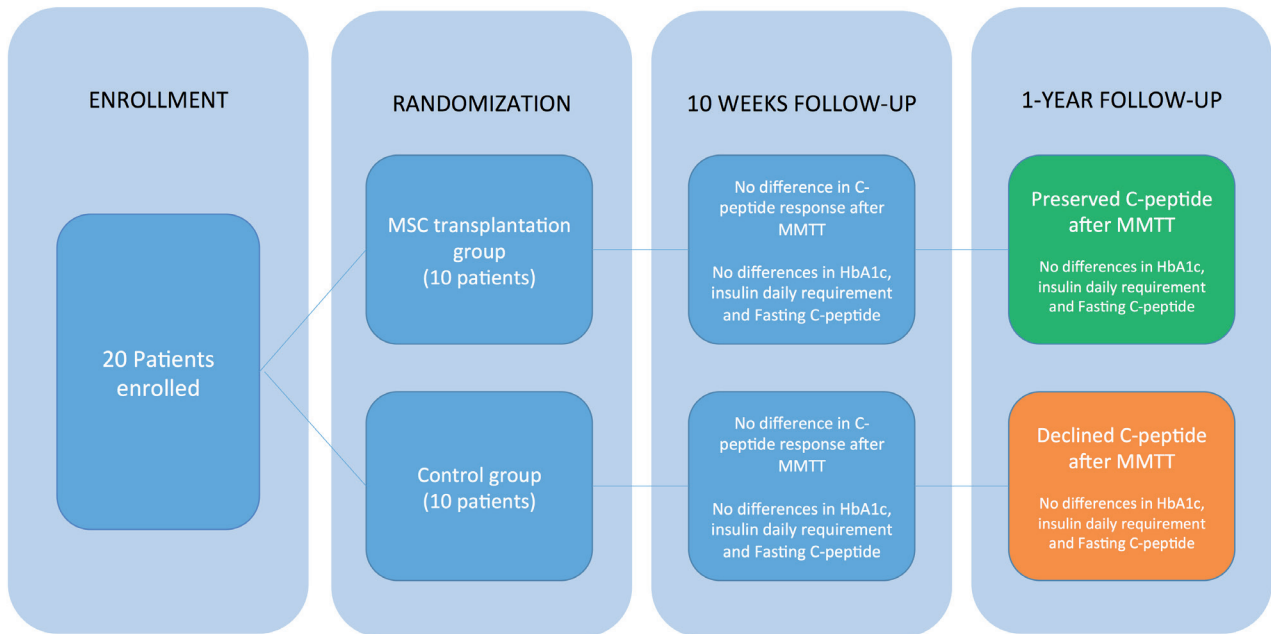 ENROLLMENT
20 Patients
enrolled
RANDOMIZATION
MSC transplantation
group
(10 patients)
Control group
(10 patients)
10 WEEKS FOLLOW-UP
No difference in C-
peptide response after
MMTT
No differences in HbA1c,
insulin daily requirement
and Fasting C-peptide
No difference in C-
peptide response after
MMTT
No differences in HbA1c,
insulin daily requirement
and Fasting C-peptide
1-YEAR FOLLOW-UP
Preserved C-peptide
after MMTT
No differences in HbA1c,
insulin daily requirement
and Fasting C-peptide
Declined C-peptide
after MMTT
No differences in HbA1c,
insulin daily requirement
and Fasting C-peptide